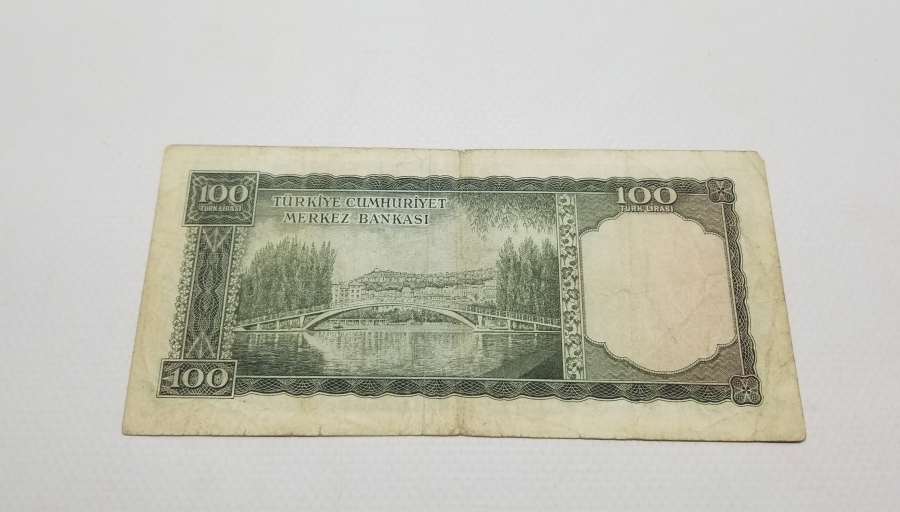 100
TÜRK LİRASI
TÜRKİYE CUMHURİYET
MERKEZ BANKASI
100
TÜRK LİRASI
100